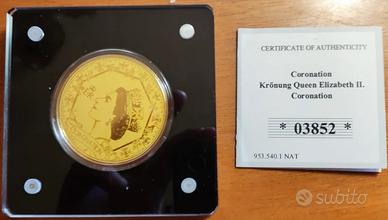 CERTIFICATE OF AUTHENTICITY
Coronation
Krönung Queen Elizabeth II.
Coronation
* 03852 *
953.540.1 NAT
subito